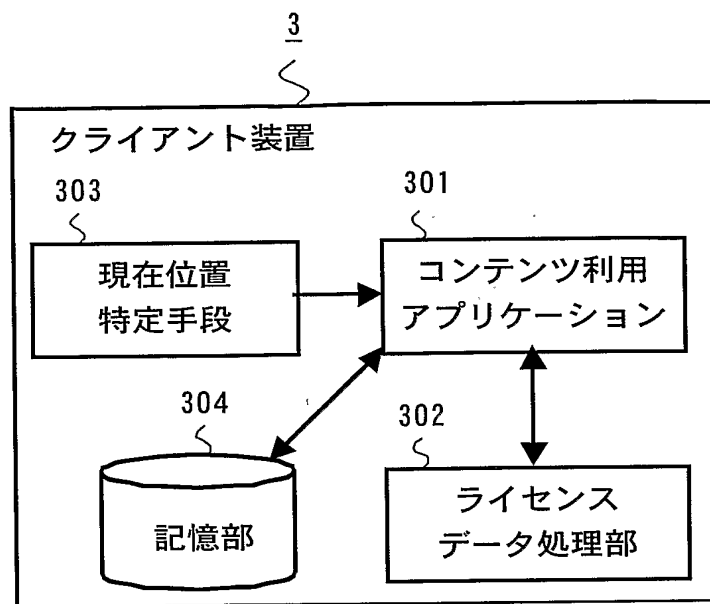 3
クライアント装置
303
現在位置
特定手段
301
コンテンツ利用
アプリケーション
304
記憶部
302
ライセンス
データ処理部